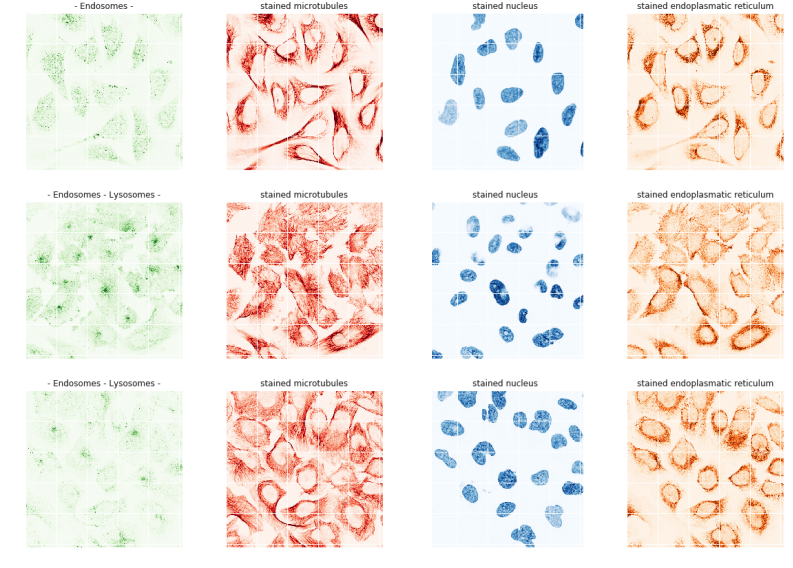 - Endosomes -
stained microtubules
stained nucleus
stained endoplasmatic reticulum
- Endosomes - Lysosomes -
stained microtubules
stained nucleus
stained endoplasmatic reticulum
- Endosomes - Lysosomes -
stained microtubules
stained nucleus
stained endoplasmatic reticulum